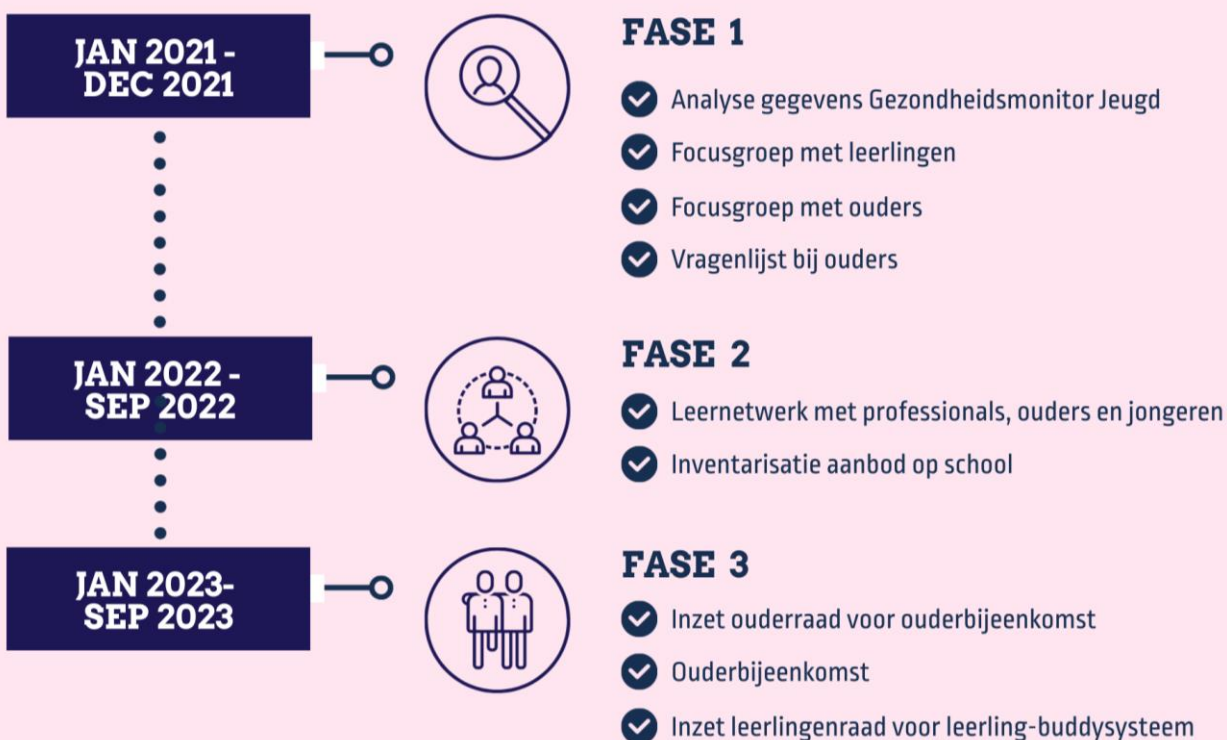 JAN 2021 -
DEC 2021
FASE 1
Analyse gegevens Gezondheidsmonitor Jeugd
Focusgroep met leerlingen
Focusgroep met ouders
Vragenlijst bij ouders
JAN 2022 -
SEP 2022
FASE 2
Leernetwerk met professionals, ouders en jongeren
Inventarisatie aanbod op school
JAN 2023-
SEP 2023
FASE 3
Inzet ouderraad voor ouderbijeenkomst
Ouderbijeenkomst
Inzet leerlingenraad voor leerling-buddysysteem